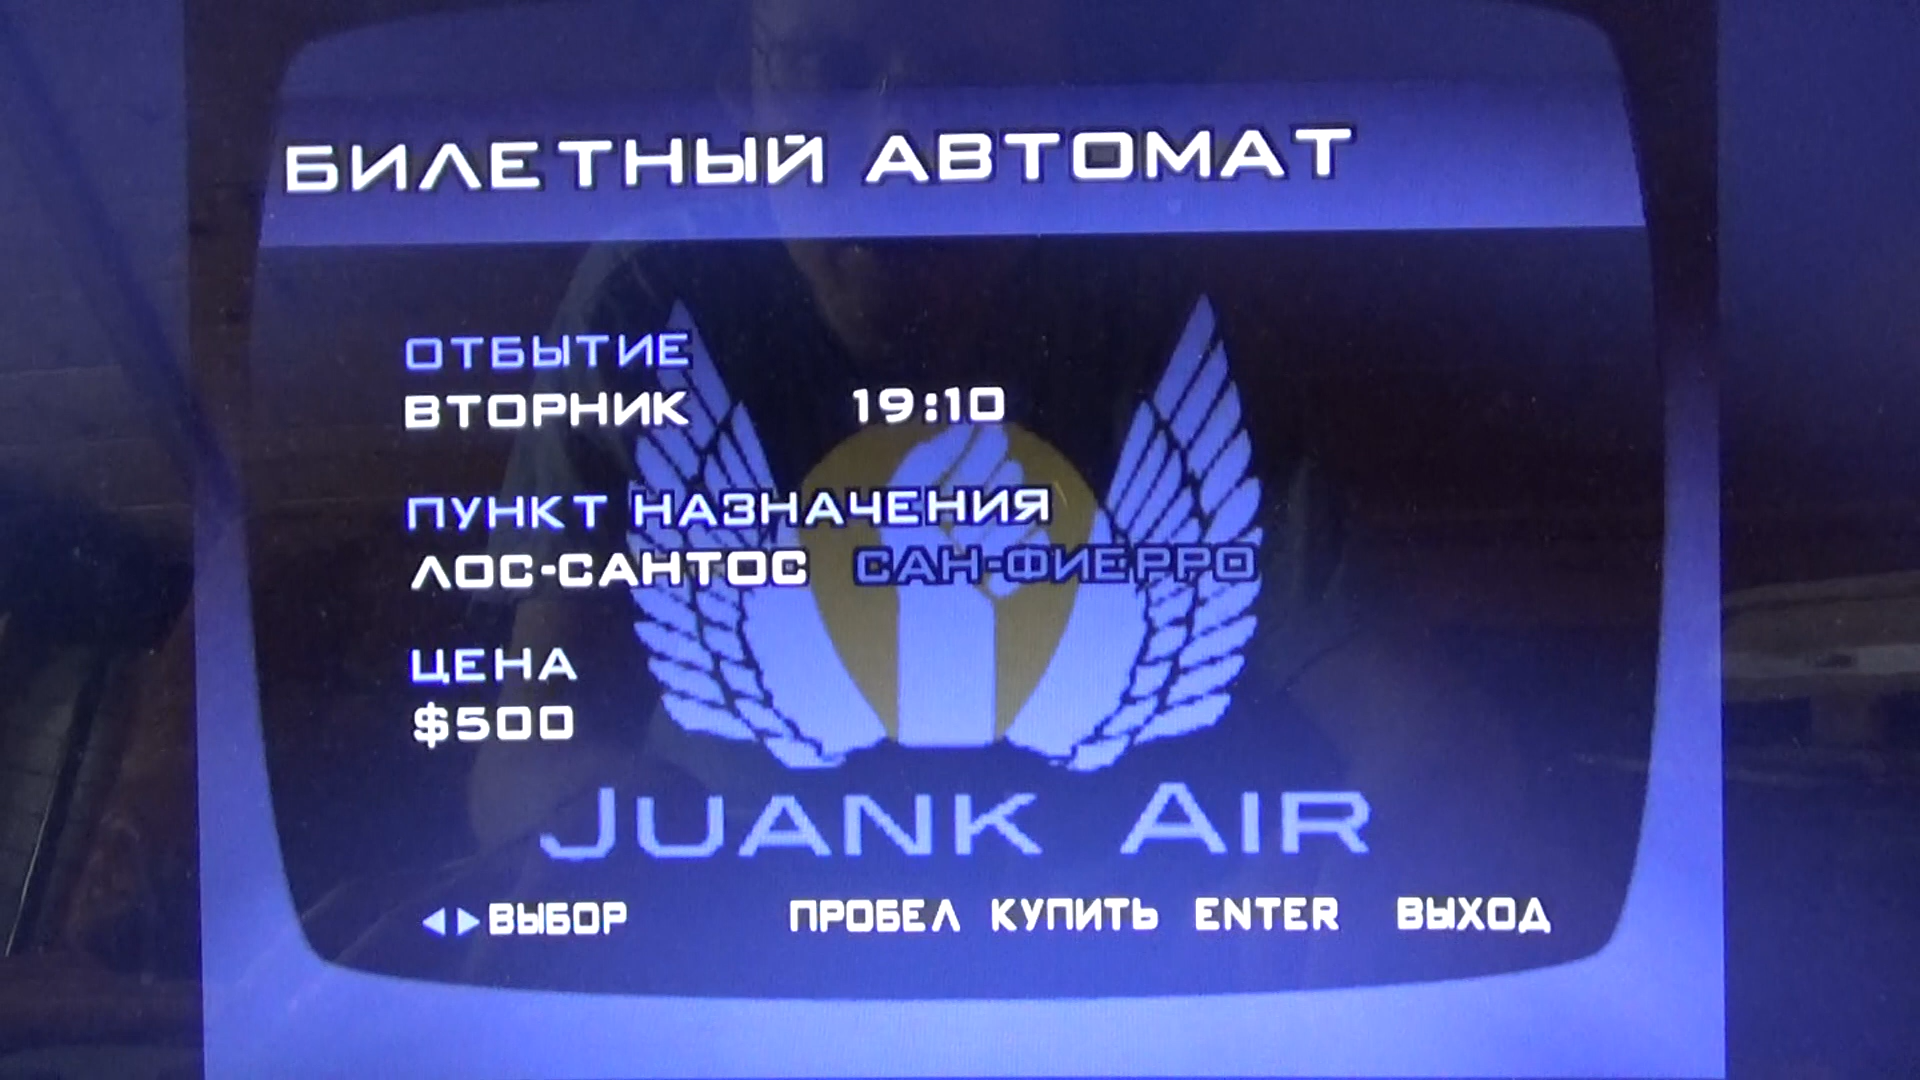 БИЛЕТНЫЙ АВТОМАТ
ОТБЫТИЕ
ВТОРНИК 19:10
ПУНКТ НАЗНАЧЕНИЯ
ЛОС-САНТОС САН-ФИЕРРО
ЦЕНА
$500
JUANK AIR
ВЫБОР ПРОБЕЛ КУПИТЬ ENTER ВЫХОД